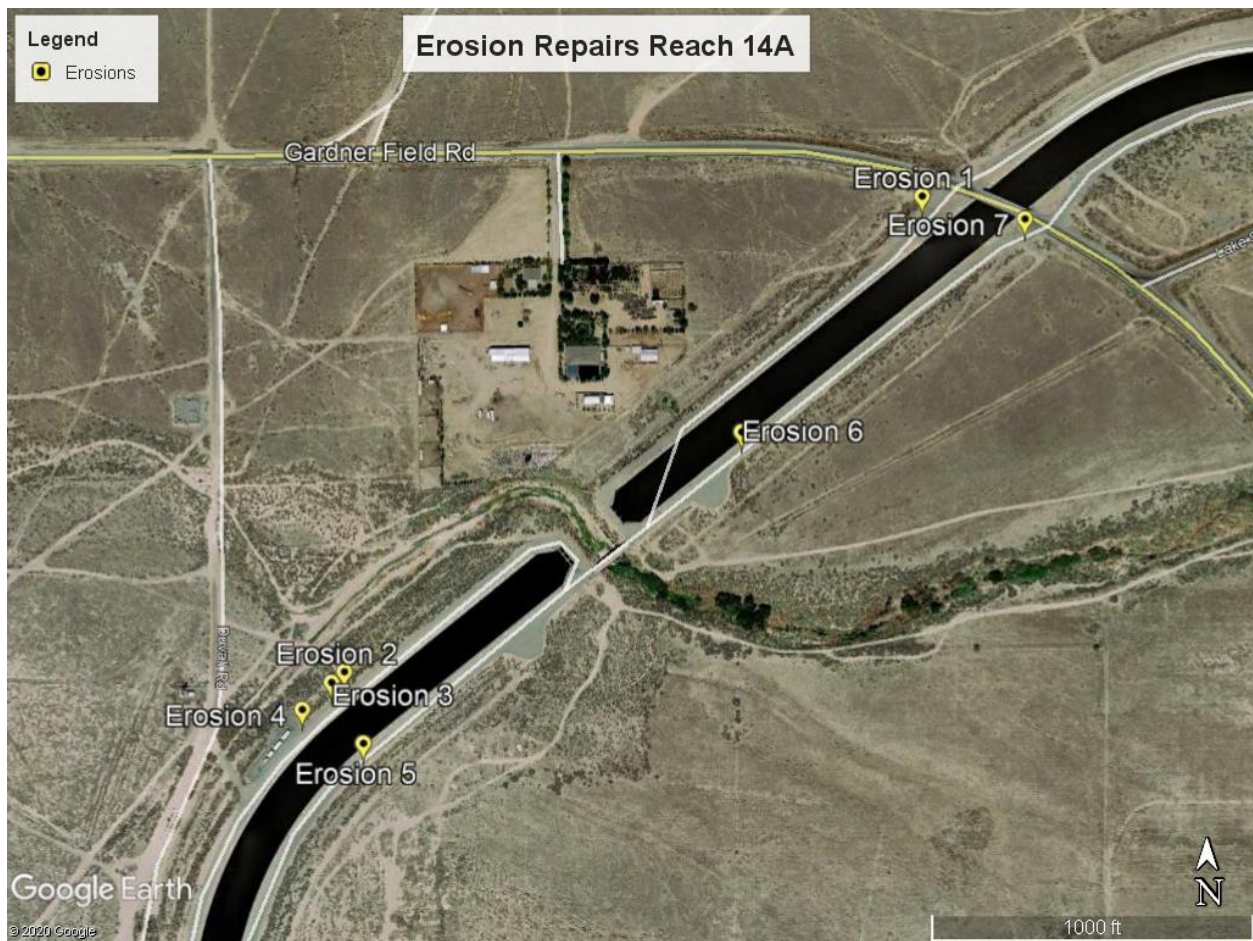 Legend
Erosions
Erosion Repairs Reach 14A
Gardner Field Rd
Erosion 1
Erosion 7
Erosion 6
Erosion 2
Erosion 3
Erosion 4
Erosion 5
Google Earth
N
© 2020 Google
1000 ft